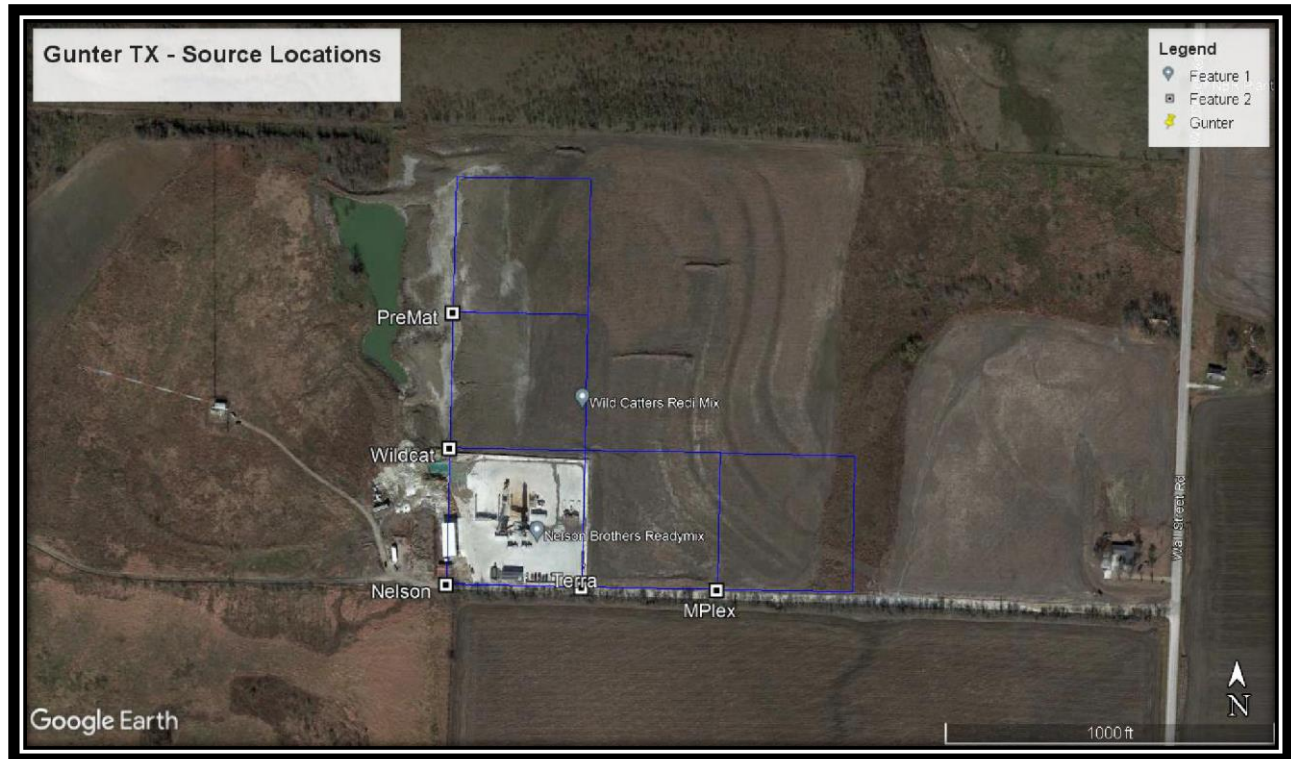 Gunter TX - Source Locations
Legend
Feature 1
Feature 2
Gunter
PreMat
Wild Catters Redi Mix
Wildcat
Nelson Brothers Readymix
Wall Street Rd
Nelson
Terra
MPlex
Google Earth
N
1000 ft